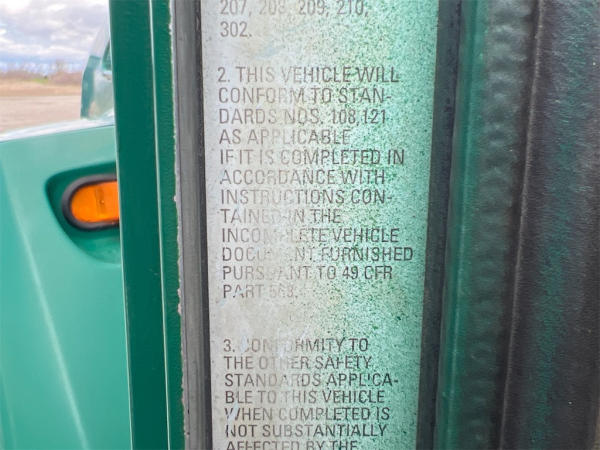 207, 208, 209, 210,
302.
2. THIS VEHICLE WILL
CONFORM TO STAN-
DARDS NOS. 108,121
AS APPLICABLE
IF IT IS COMPLETED IN
ACCORDANCE WITH
INSTRUCTIONS CON-
TAINED IN THE
INCOMPLETE VEHICLE
DOCUMENT FURNISHED
PURSUANT TO 49 CFR
PART 568.
3. CONFORMITY TO
THE OTHER SAFETY
STANDARDS APPLICA-
BLE TO THIS VEHICLE
WHEN COMPLETED IS
NOT SUBSTANTIALLY
AFFECTED BY THE